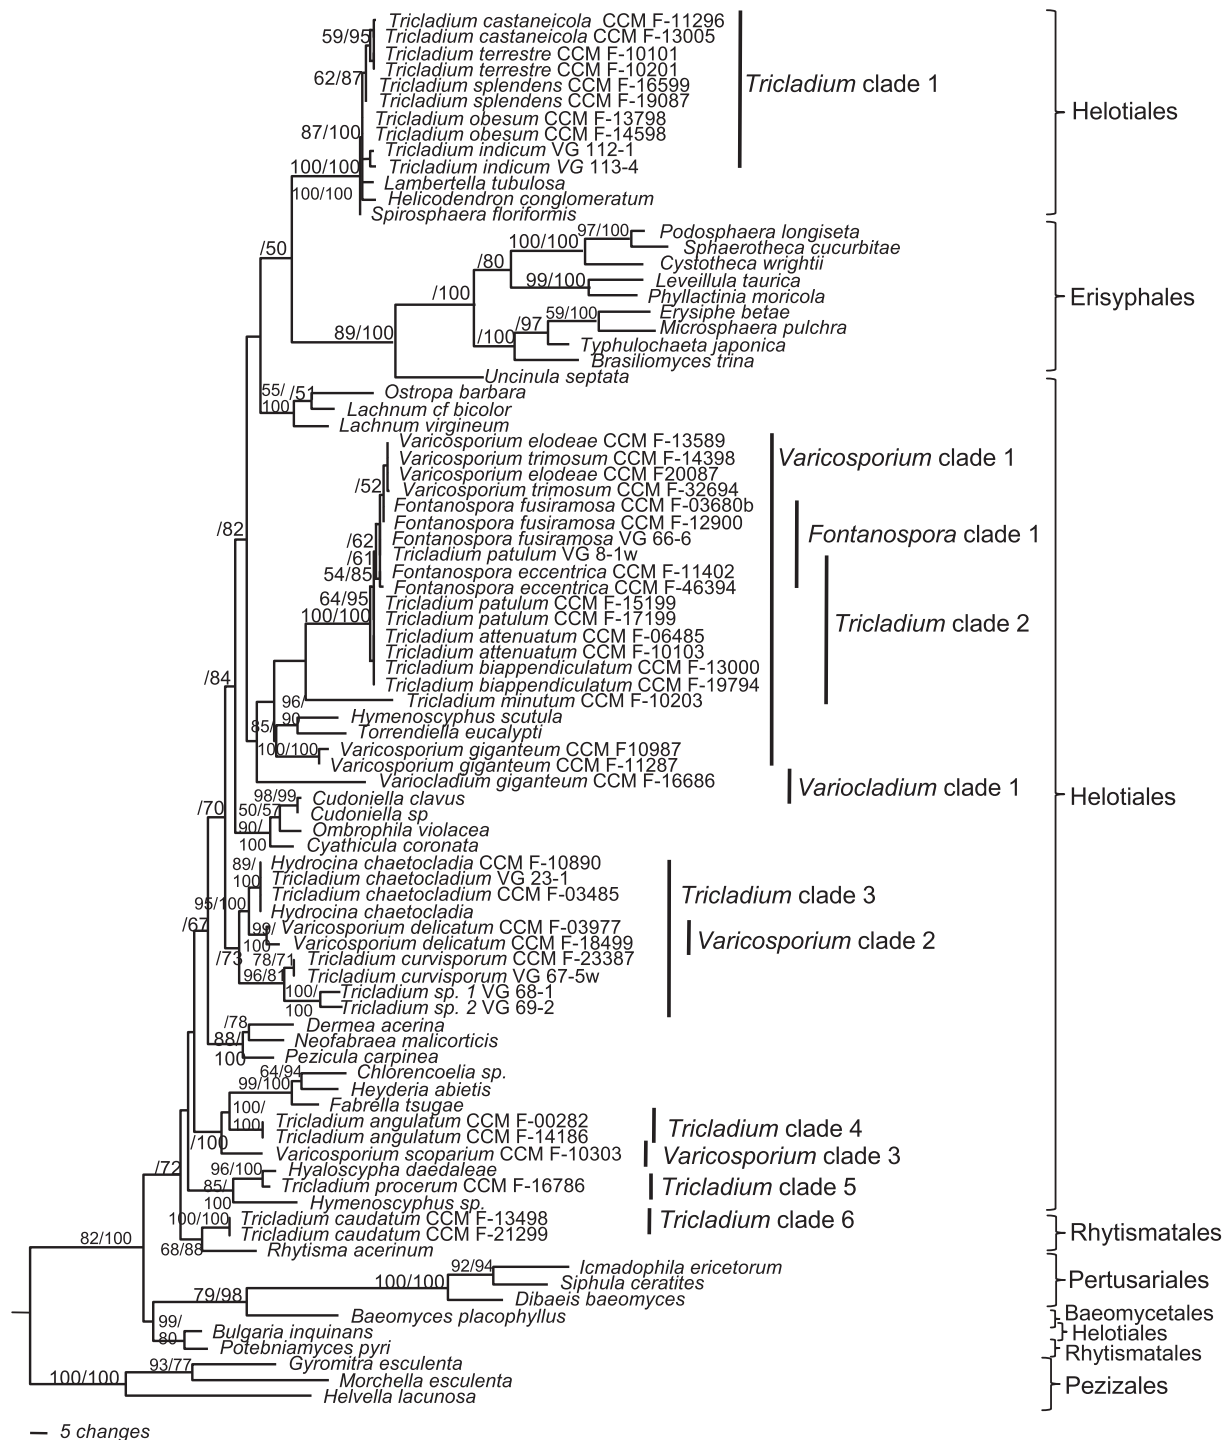 Tricladium castaneicola CCM F-11296
59/95 Tricladium castaneicola CCM F-13005
Tricladium terrestre CCM F-10101
Tricladium terrestre CCM F-10201
62/87 Tricladium splendens CCM F-16599
Tricladium clade 1
Tricladium splendens CCM F-19087
Helotiales
Tricladium obesum CCM F-13798
87/100 Tricladium obesum CCM F-14598
Tricladium indicum VG 112-1
100/100 Tricladium indicum VG 113-4
Lambertella tubulosa
100/100 Helicodendron conglomeratum
Spirosphaera floriformis
97/100 Podosphaera longiseta
100/100 Sphaerotheca cucurbitae
/50
/80 Cystotheca wrightii
99/100 Leveillula taurica
/100 Phyllactinia moricola
Erisyphales
59/100 Erysiphe betae
/97 Microsphaera pulchra
89/100 /100 Typhulochaeta japonica
Brasiliomyces trina
Uncinula septata
55/100 /51 Ostropa barbara
Lachnum cf bicolor
Lachnum virgineum
Varicosporium elodeae CCM F-13589
Varicosporium trimosum CCM F-14398
Varicosporium clade 1
Varicosporium elodeae CCM F20087
/52 Varicosporium trimosum CCM F-32694
Fontanospora fusiramosa CCM F-03680b
/82 Fontanospora fusiramosa CCM F-12900
Fontanospora clade 1
/62 Fontanospora fusiramosa VG 66-6
/61 Tricladium patulum VG 8-1w
54/85 Fontanospora eccentrica CCM F-11402
Fontanospora eccentrica CCM F-46394
64/95 Tricladium patulum CCM F-15199
100/100 Tricladium patulum CCM F-17199
Tricladium clade 2
Tricladium attenuatum CCM F-06485
Tricladium attenuatum CCM F-10103
Tricladium biappendiculatum CCM F-13000
/84 Tricladium biappendiculatum CCM F-19794
96/ Tricladium minutum CCM F-10203
90 Hymenoscyphus scutula
85/ Torrendiella eucalypti
100/100 Varicosporium giganteum CCM F10987
Varicosporium giganteum CCM F-11287
Variocladium giganteum CCM F-16686
Variocladium clade 1
Helotiales
98/99 Cudoniella clavus
/70 50/57 Cudoniella sp
90/ Ombrophila violacea
100 Cyathicula coronata
89/ Hydrocina chaetocladia CCM F-10890
100 Tricladium chaetocladium VG 23-1
Tricladium chaetocladium CCM F-03485
Tricladium clade 3
95/100 Hydrocina chaetocladia
/67 99/ Varicosporium delicatum CCM F-03977
100 Varicosporium delicatum CCM F-18499
Varicosporium clade 2
/73 78/71 Tricladium curvisporum CCM F-23387
96/81 Tricladium curvisporum VG 67-5w
100/ Tricladium sp. 1 VG 68-1
100 Tricladium sp. 2 VG 69-2
/78 Dermea acerina
88/ Neofabraea malicorticis
100 Pezicula carpinea
64/94 Chlorencoelia sp.
99/100 Heyderia abietis
Fabrella tsugae
100/ Tricladium angulatum CCM F-00282
100 Tricladium angulatum CCM F-14186
Tricladium clade 4
/100 Varicosporium scoparium CCM F-10303
Varicosporium clade 3
/72 96/100 Hyaloscypha daedaleae
85/ Tricladium procerum CCM F-16786
Tricladium clade 5
100 Hymenoscyphus sp.
100/100 Tricladium caudatum CCM F-13498
Tricladium clade 6
Tricladium caudatum CCM F-21299
Rhytismatales
82/100 68/88 Rhytisma acerinum
92/94 Icmadophila ericetorum
100/100 Siphula ceratites
Pertusariales
79/98 Dibaeis baeomyces
Baeomyces placophyllus
Baeomycetales
99/ Bulgaria inquinans
Helotiales
80 Potebniamyces pyri
Rhytismatales
93/77 Gyromitra esculenta
100/100 Morchella esculenta
Pezizales
Helvella lacunosa
5 changes